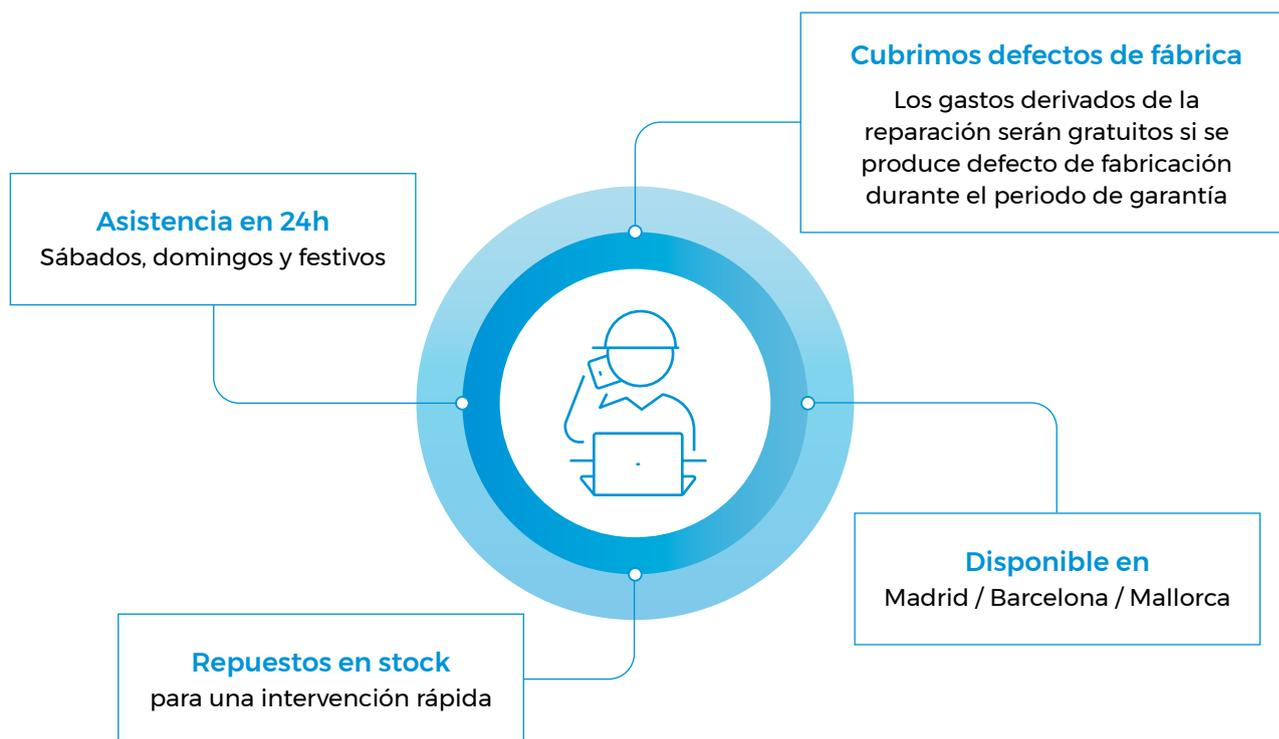 Cubrimos defectos de fábrica
Los gastos derivados de la
reparación serán gratuitos si se
produce defecto de fabricación
durante el periodo de garantía
Asistencia en 24h
Sábados, domingos y festivos
Disponible en
Madrid / Barcelona / Mallorca
Repuestos en stock
para una intervención rápida